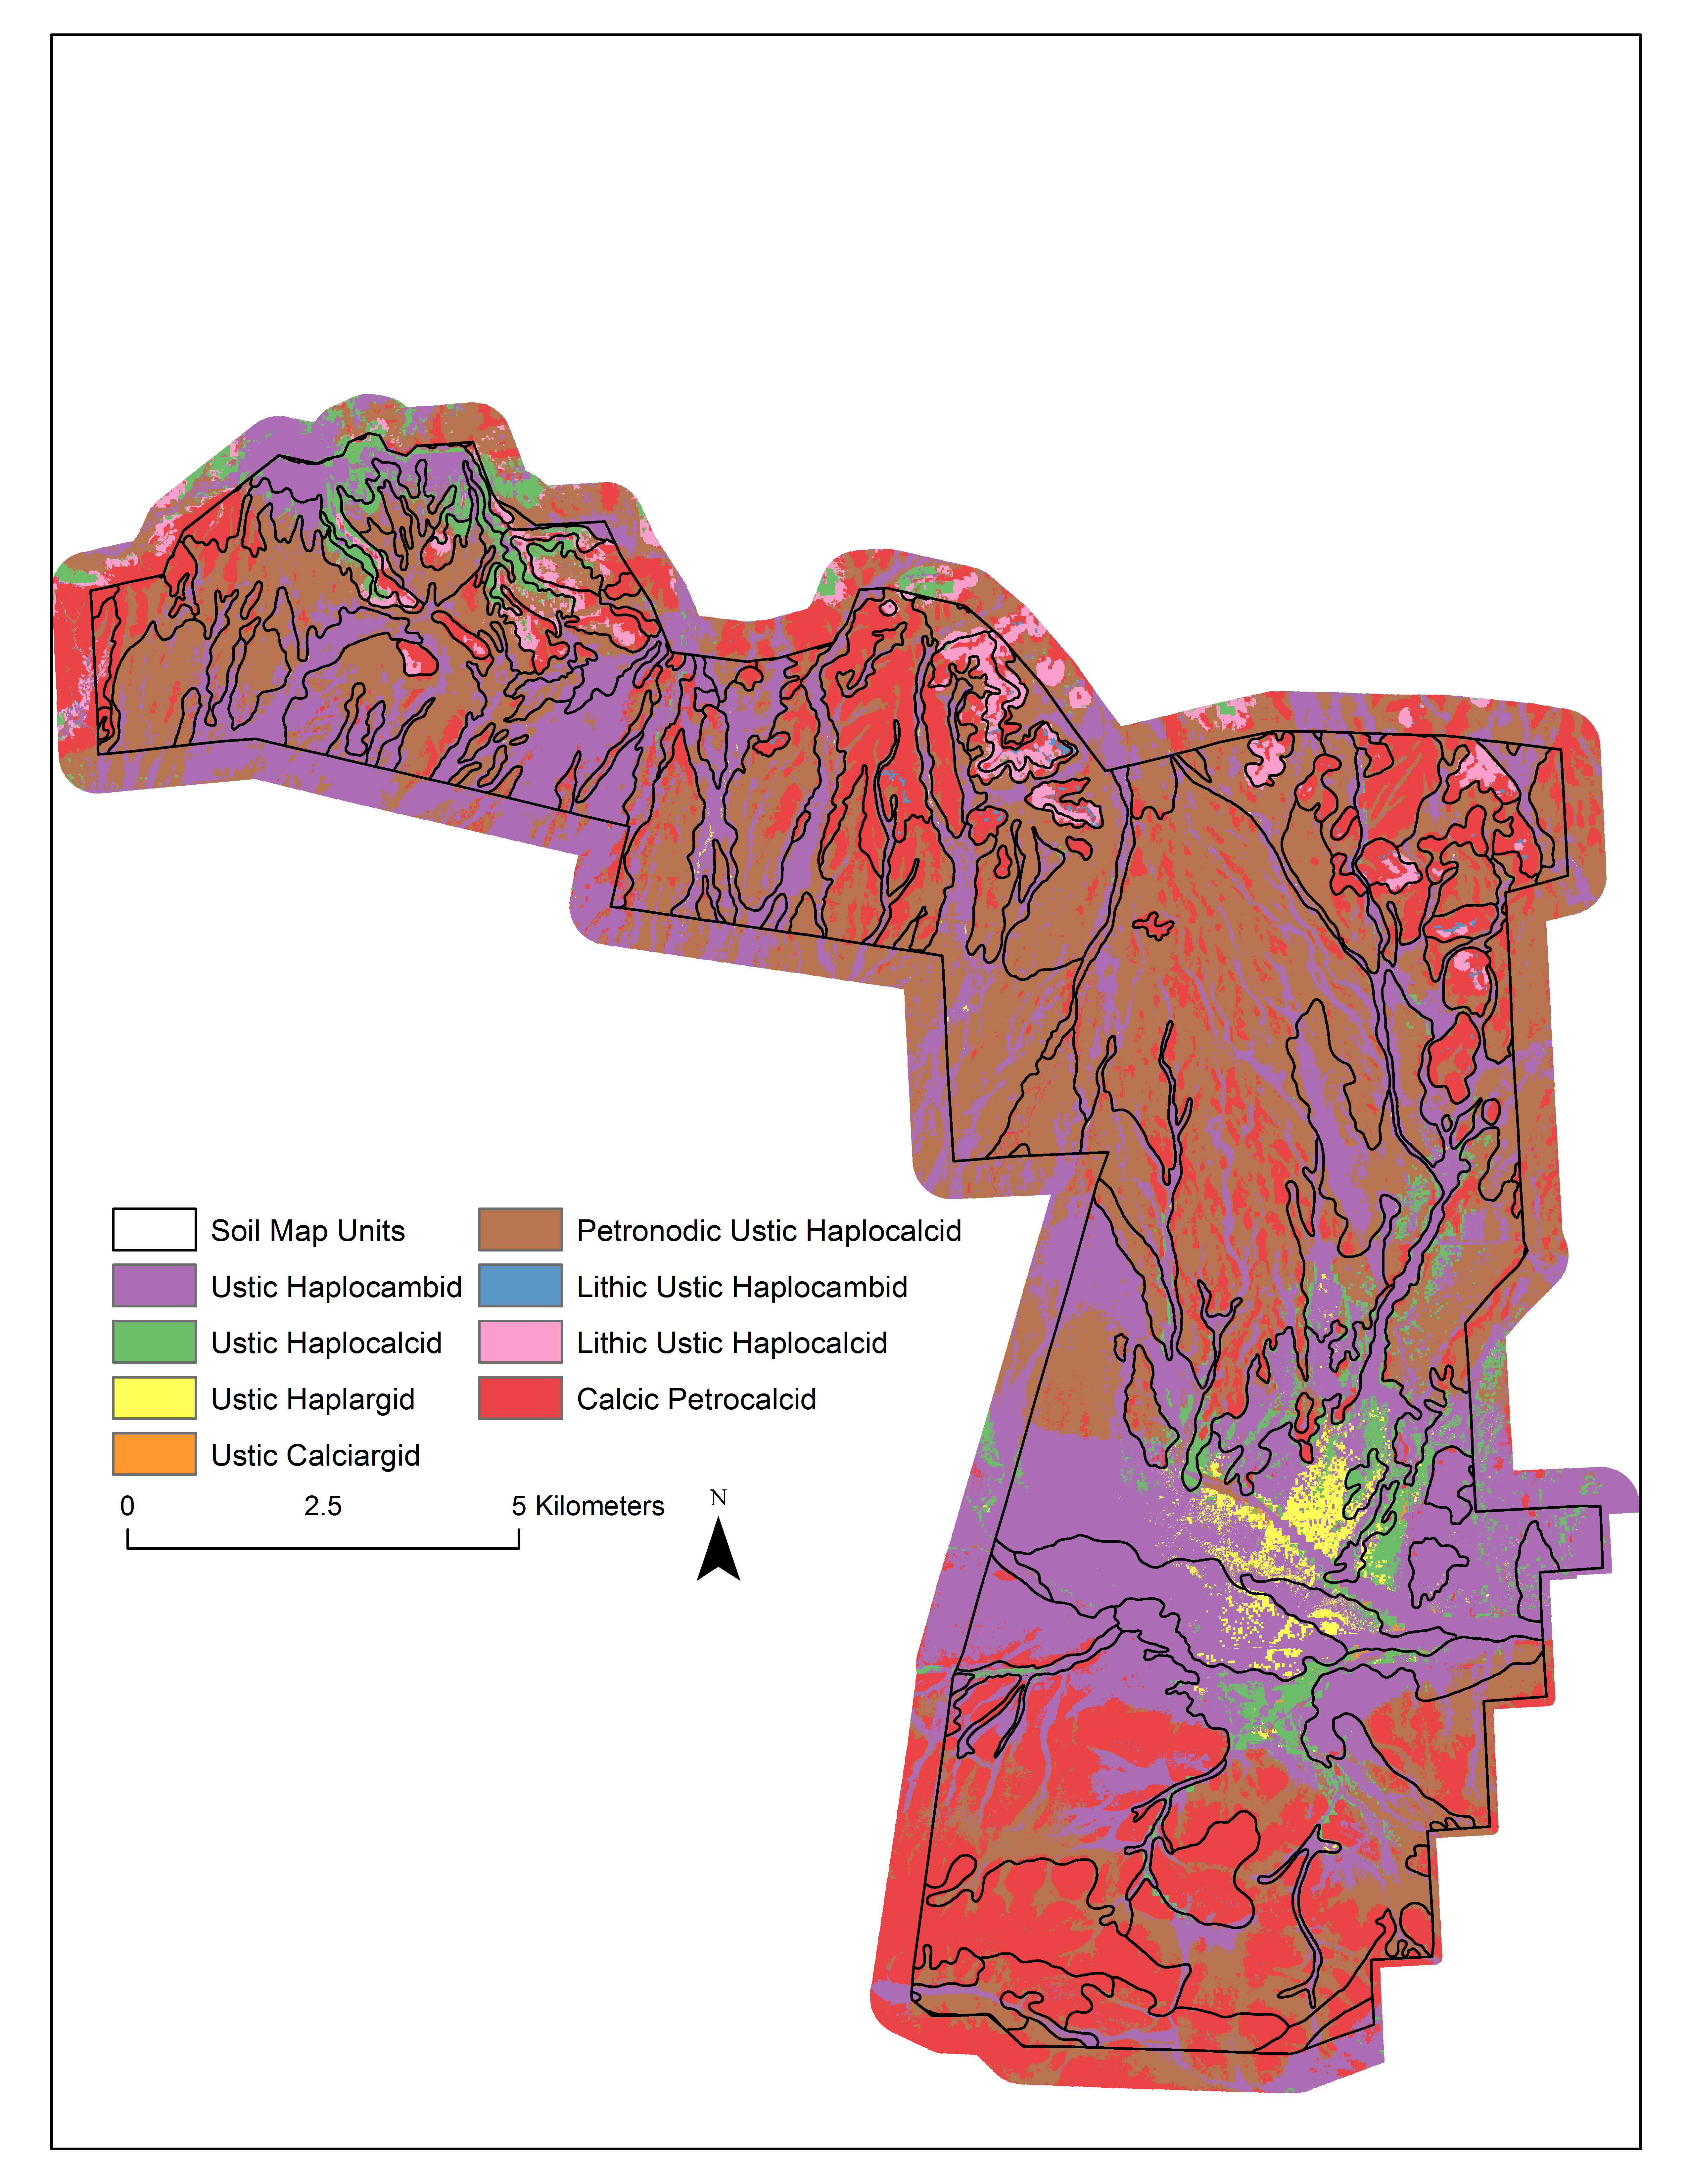 Soil Map Units
Ustic Haplocambid
Ustic Haplocalcid
Ustic Haplargid
Ustic Calciargid
Petronodic Ustic Haplocalcid
Lithic Ustic Haplocambid
Lithic Ustic Haplocalcid
Calcic Petrocalcid
0 2.5 5 Kilometers
N